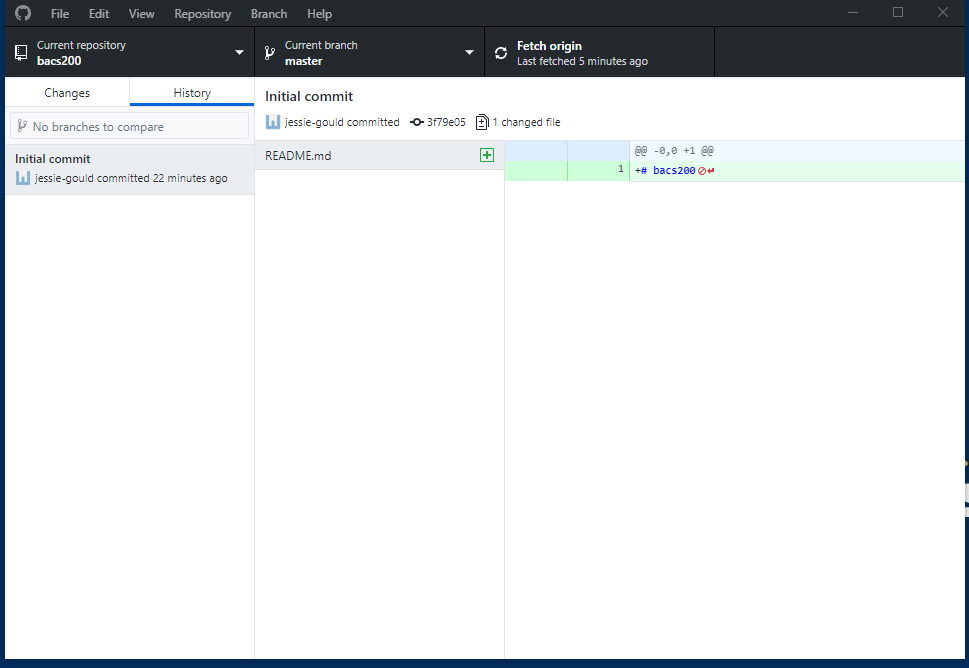 File Edit View Repository Branch Help
Current repository
bacs200
Current branch
master
Fetch origin
Last fetched 5 minutes ago
Changes
History
No branches to compare
Initial commit
jessie-gould committed 22 minutes ago
Initial commit
jessie-gould committed 3f79e05 1 changed file
README.md
@@ -0,0 +1 @@
1 +# bacs200